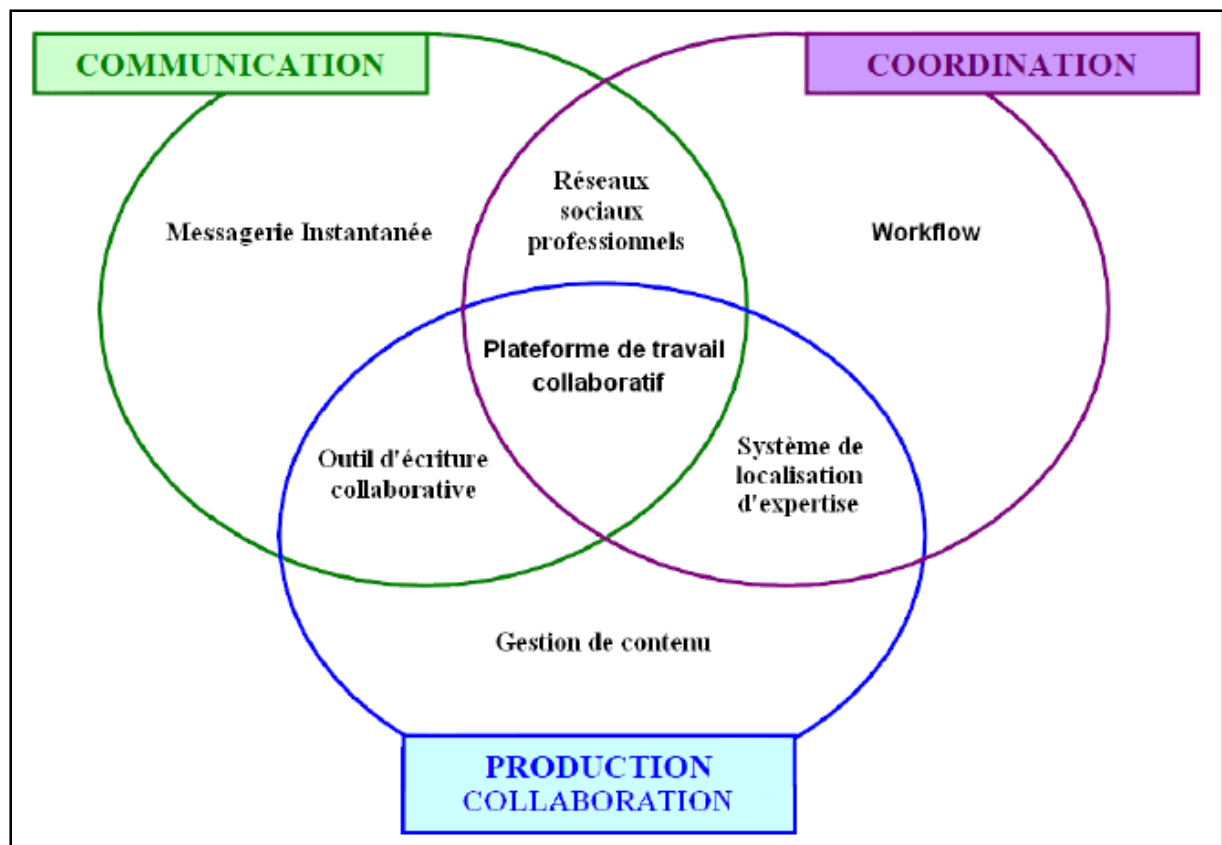 COMMUNICATION
COORDINATION
Réseaux
sociaux
professionnels
Messagerie Instantanée
Workflow
Plateforme de travail
collaboratif
Outil d'écriture
collaborative
Système de
localisation
d'expertise
Gestion de contenu
PRODUCTION
COLLABORATION